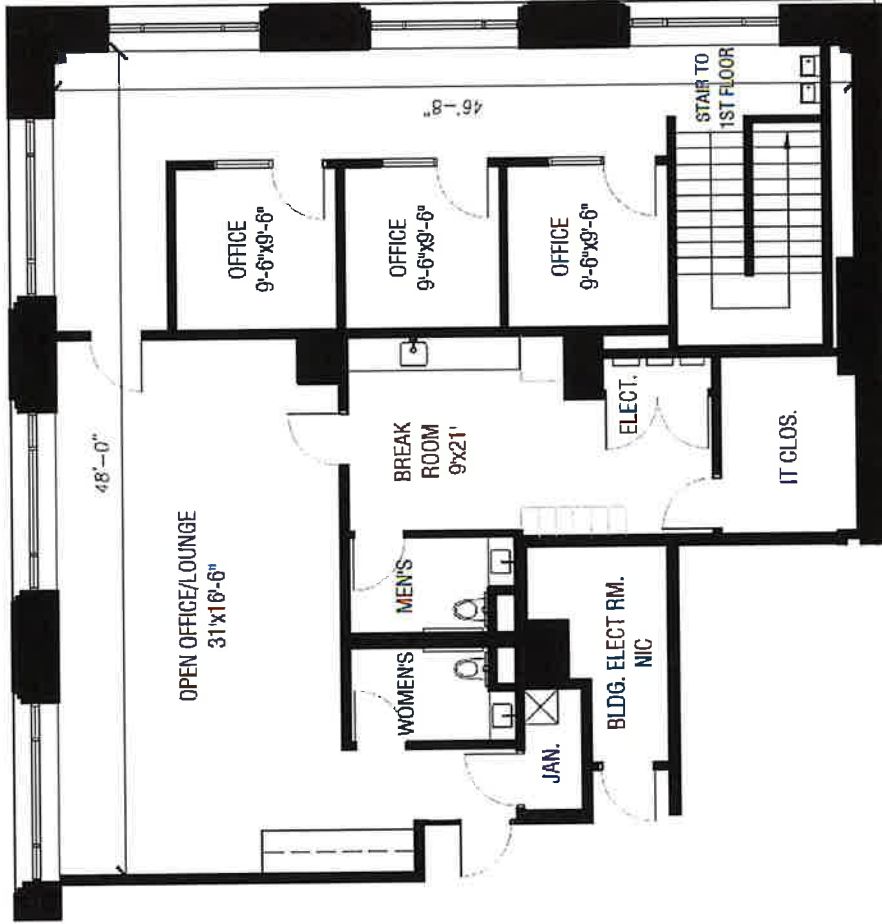 48'-0"
46'-8"
STAIR TO
1ST FLOOR
OFFICE
9'-6"x9'-6"
OFFICE
9'-6"x9'-6"
OFFICE
9'-6"x9'-6"
OPEN OFFICE/LOUNGE
31'x16'-6"
BREAK
ROOM
9'x21'
ELECT.
IT CLOS.
MEN'S
WOMEN'S
BLDG. ELECT RM.
NIC
JAN.